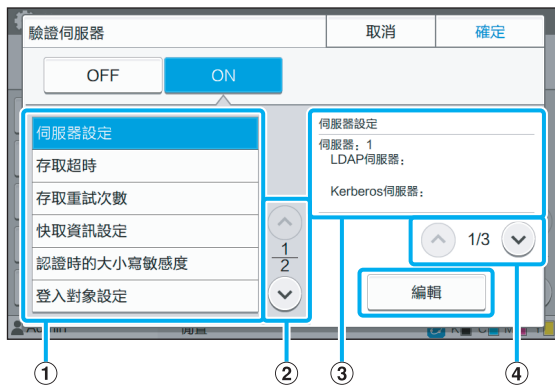 驗證伺服器
取消
確定
OFF
ON
伺服器設定
存取超時
存取重試次數
快取資訊設定
認證時的大小寫敏感度
登入對象設定
1
2
伺服器設定
伺服器：1
LDAP伺服器：
Kerberos伺服器：
1/3
編輯
Admin
閒置
K
C
M
1
2
3
4